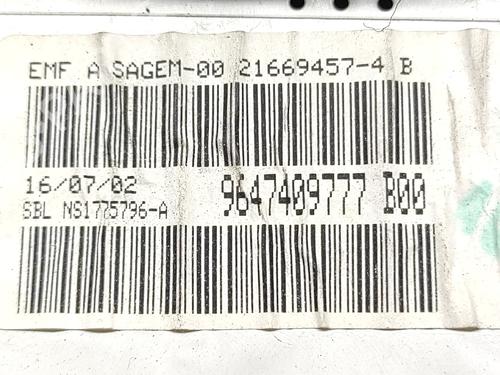 EMF A SAGEM-00 21669457-4 B
16/07/02
9647409777 B00
SBL NS1775796-A